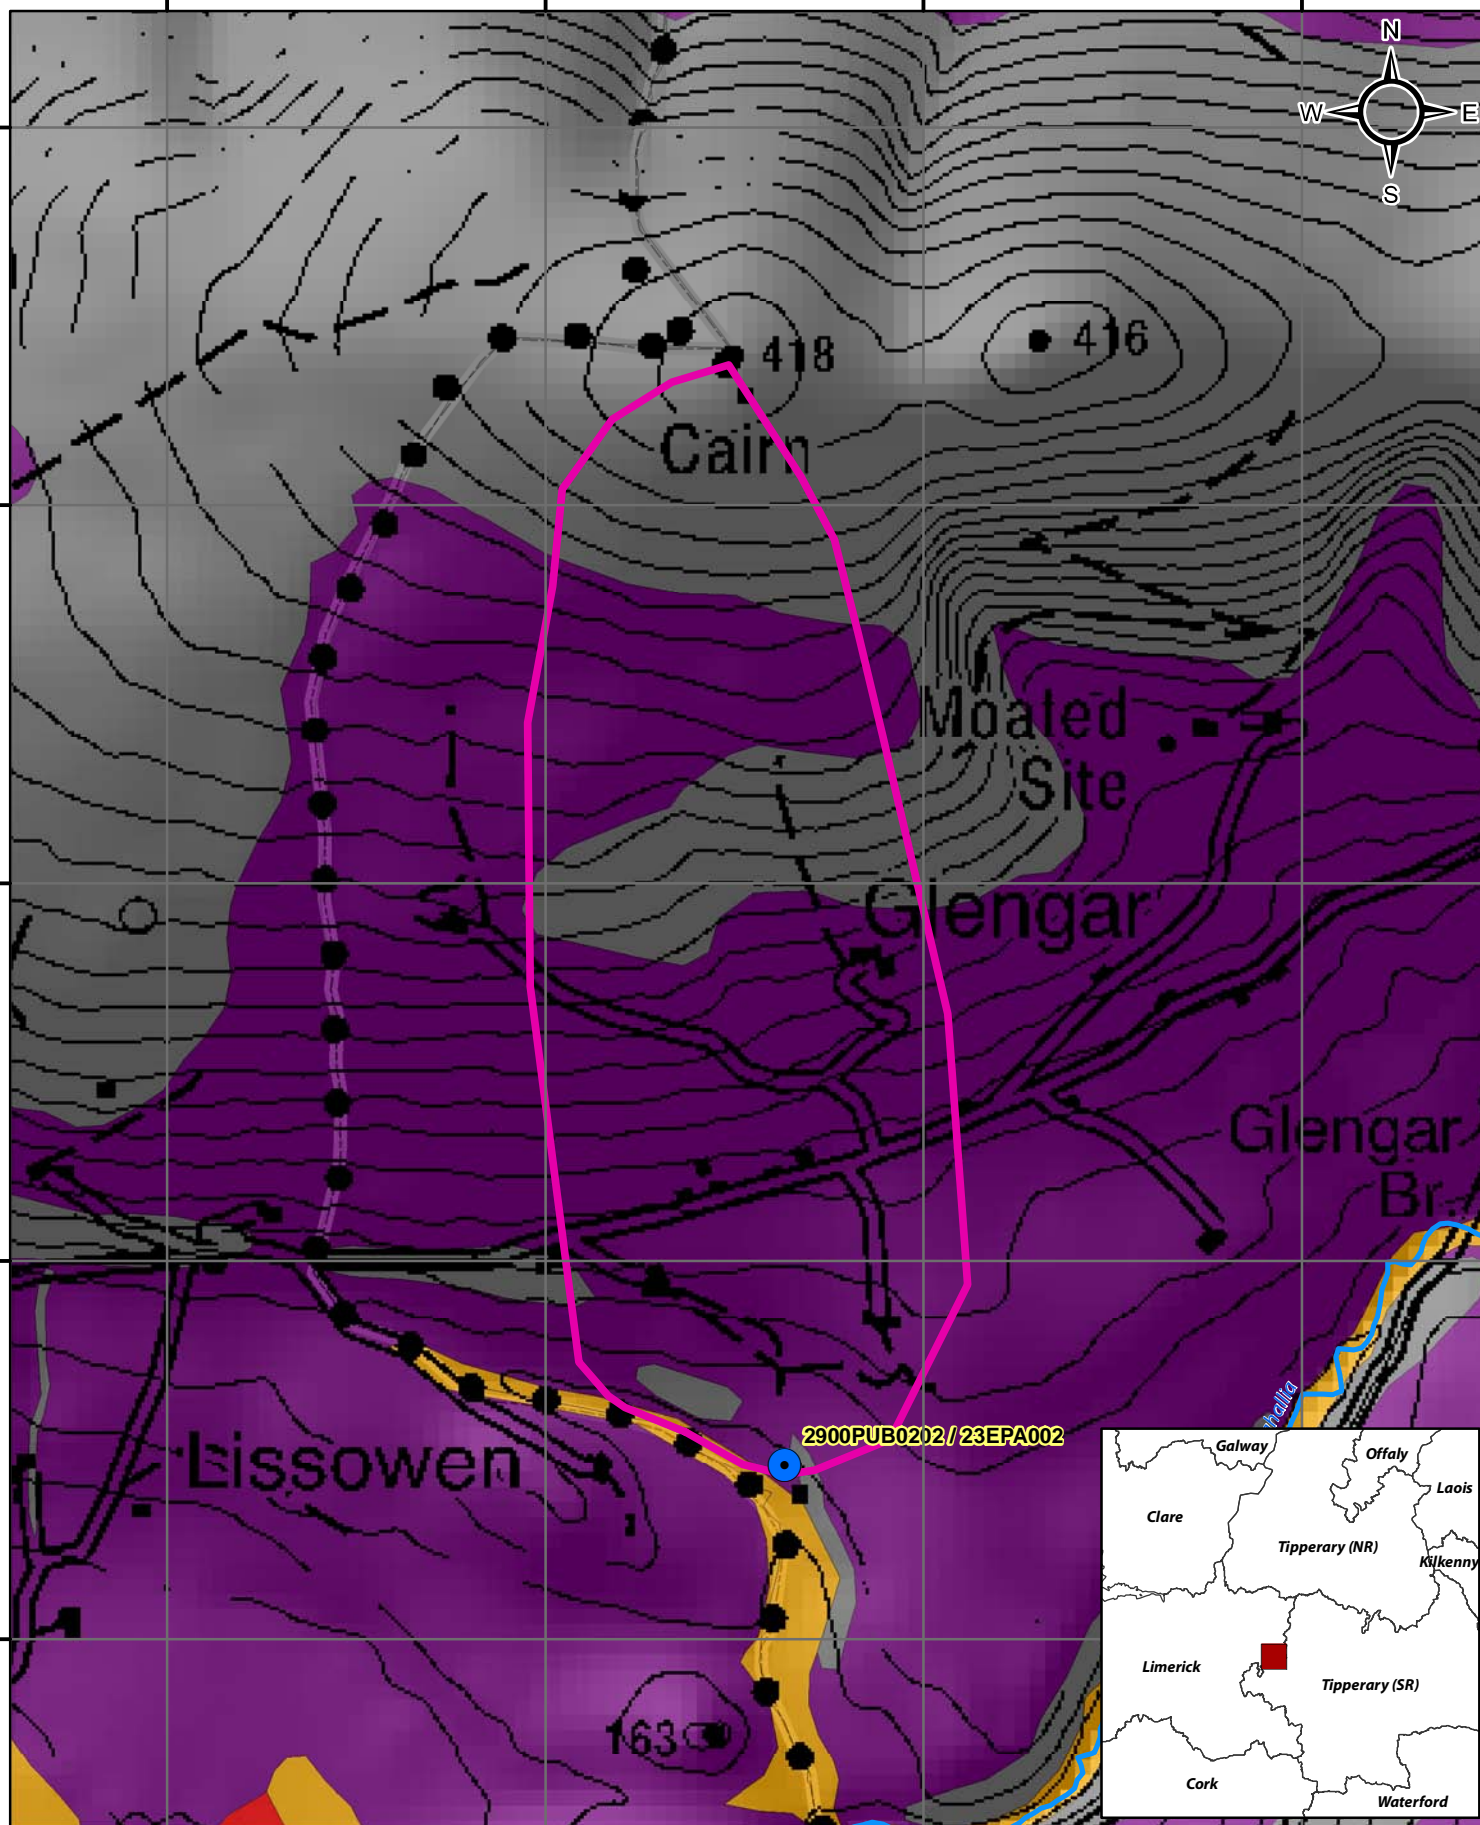 N
W E
S
418
416
Cairn
Moated
Site
Glengar
Glengar
Br.
2900PUB0202 / 23EPA002
Lissowen
163
Galway
Offaly
Laois
Clare
Tipperary (NR)
Kilkenny
Limerick
Tipperary (SR)
Cork
Waterford